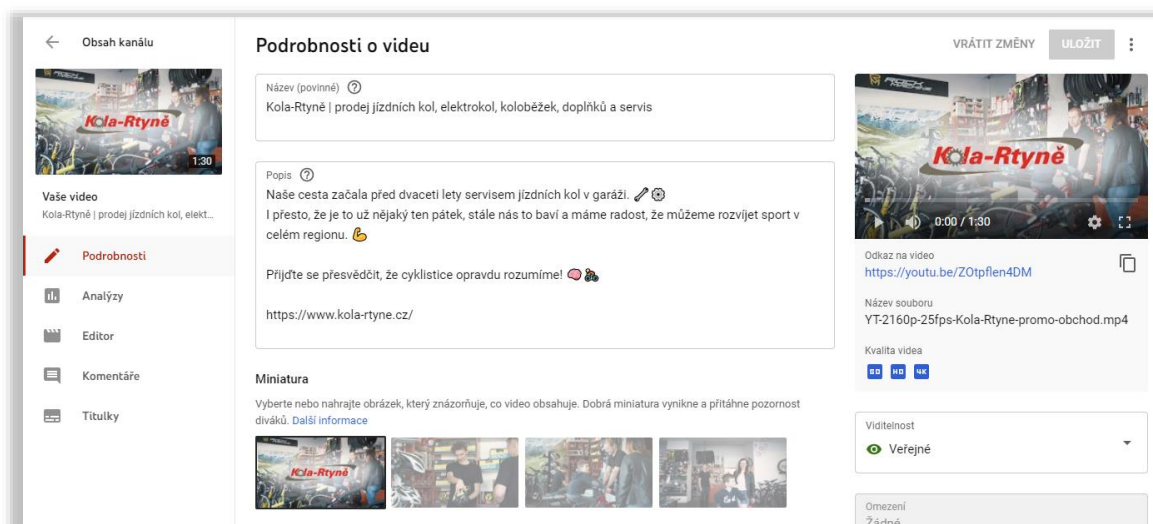 Obsah kanálu
Kola-Rtyně
1:30
Vaše video
Kola-Rtyně | prodej jízdních kol, elekt...
Podrobnosti
Analýzy
Editor
Komentáře
Titulky
Podrobnosti o videu
VRÁTIT ZMĚNY
ULOŽIT
Název (povinné)
Kola-Rtyně | prodej jízdních kol, elektrokol, koloběžek, doplňků a servis
Popis
Naše cesta začala před dvaceti lety servisem jízdních kol v garáži. 🦴 🛞
I přesto, že je to už nějaký ten pátek, stále nás to baví a máme radost, že můžeme rozvíjet sport v
celém regionu. 💪
Přijďte se přesvědčit, že cyklistice opravdu rozumíme! 🧠 🚵
https://www.kola-rtyne.cz/
Miniatura
Vyberte nebo nahrajte obrázek, který znázorňuje, co video obsahuje. Dobrá miniatura vynikne a přitáhne pozornost
diváků. Další informace
Kola-Rtyně
Kola-Rtyně
0:00 / 1:30
Odkaz na video
https://youtu.be/ZOtpflen4DM
Název souboru
YT-2160p-25fps-Kola-Rtyne-promo-obchod.mp4
Kvalita videa
SD HD 4K
Viditelnost
Veřejné
Omezení
Žádné